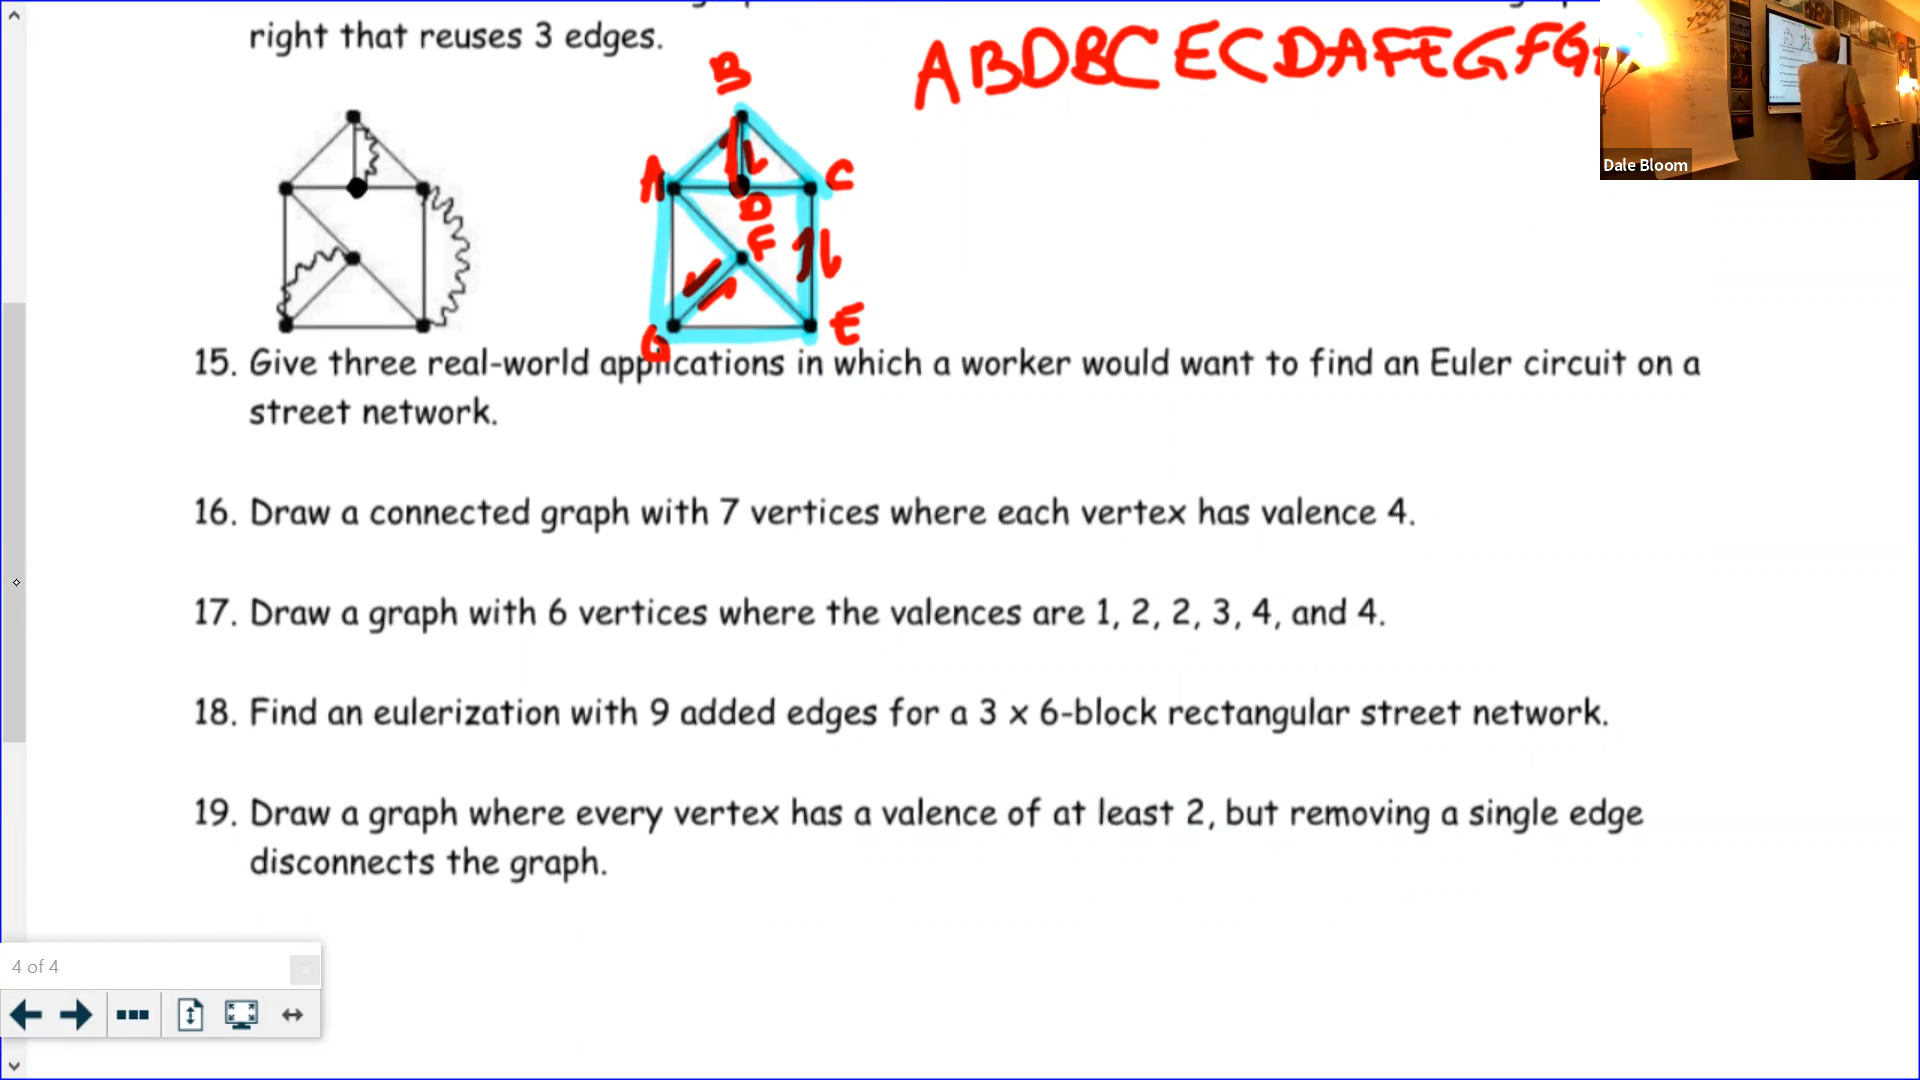 right that reuses 3 edges.
ABDBCECDAFEGFG
B
A
C
D
F
G
E
15. Give three real-world applications in which a worker would want to find an Euler circuit on a
street network.
16. Draw a connected graph with 7 vertices where each vertex has valence 4.
17. Draw a graph with 6 vertices where the valences are 1, 2, 2, 3, 4, and 4.
18. Find an eulerization with 9 added edges for a 3 x 6-block rectangular street network.
19. Draw a graph where every vertex has a valence of at least 2, but removing a single edge
disconnects the graph.
Dale Bloom
4 of 4